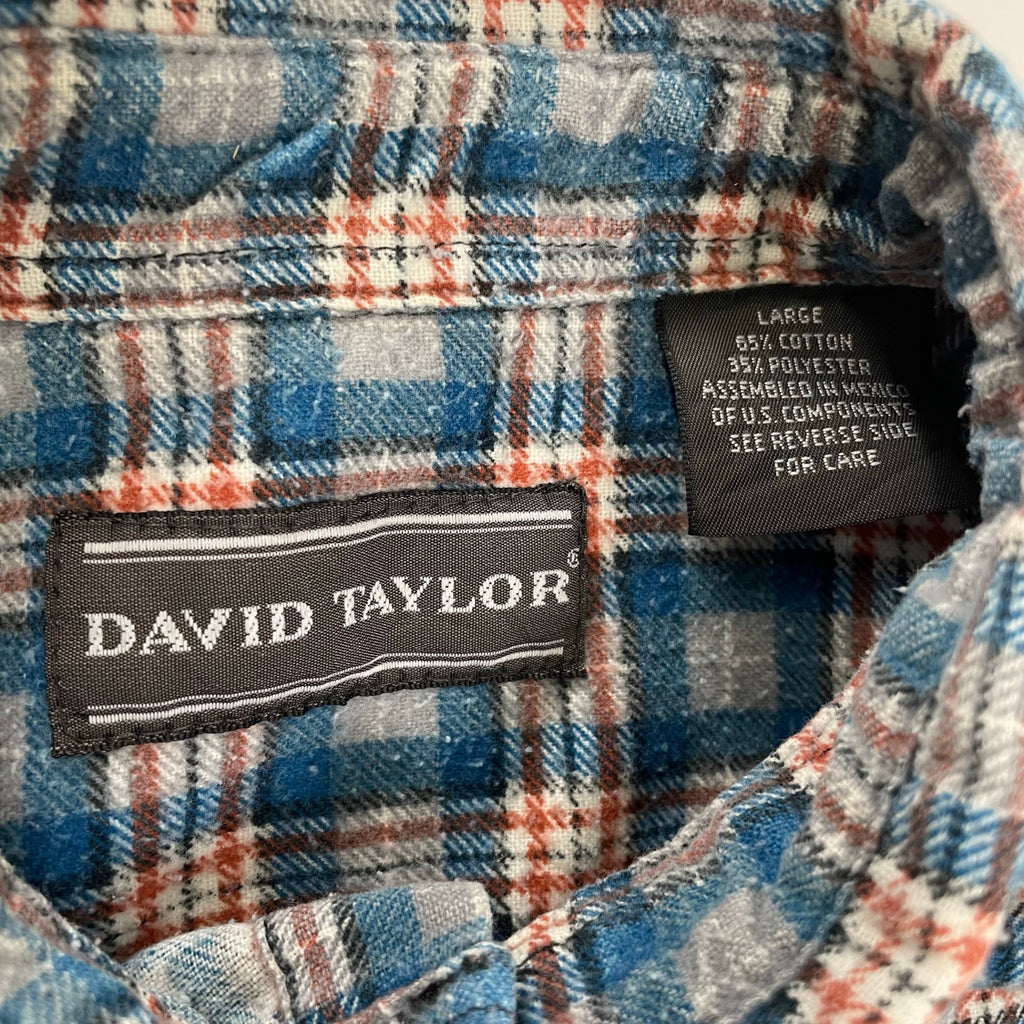 LARGE
65% COTTON
35% POLYESTER
ASSEMBLED IN MEXICO
OF U.S. COMPONENTS
SEE REVERSE SIDE
FOR CARE
DAVID TAYLOR®